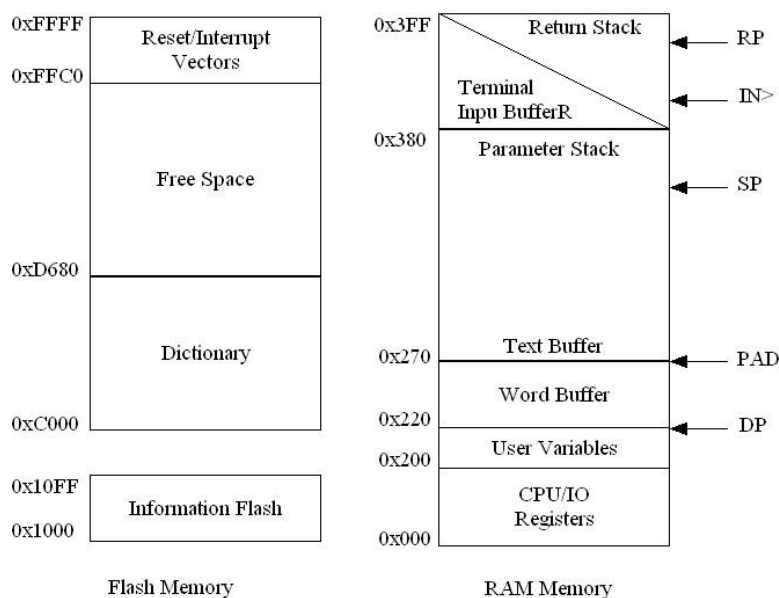 0xFFFF
Reset/Interrupt
Vectors
0xFFC0
Free Space
0xD680
Dictionary
0xC000
0x10FF
Information Flash
0x1000
Flash Memory
0x3FF
Return Stack
RP
Terminal
Inpu BufferR
IN>
0x380
Parameter Stack
SP
Text Buffer
0x270
PAD
Word Buffer
0x220
DP
User Variables
0x200
CPU/IO
Registers
0x000
RAM Memory